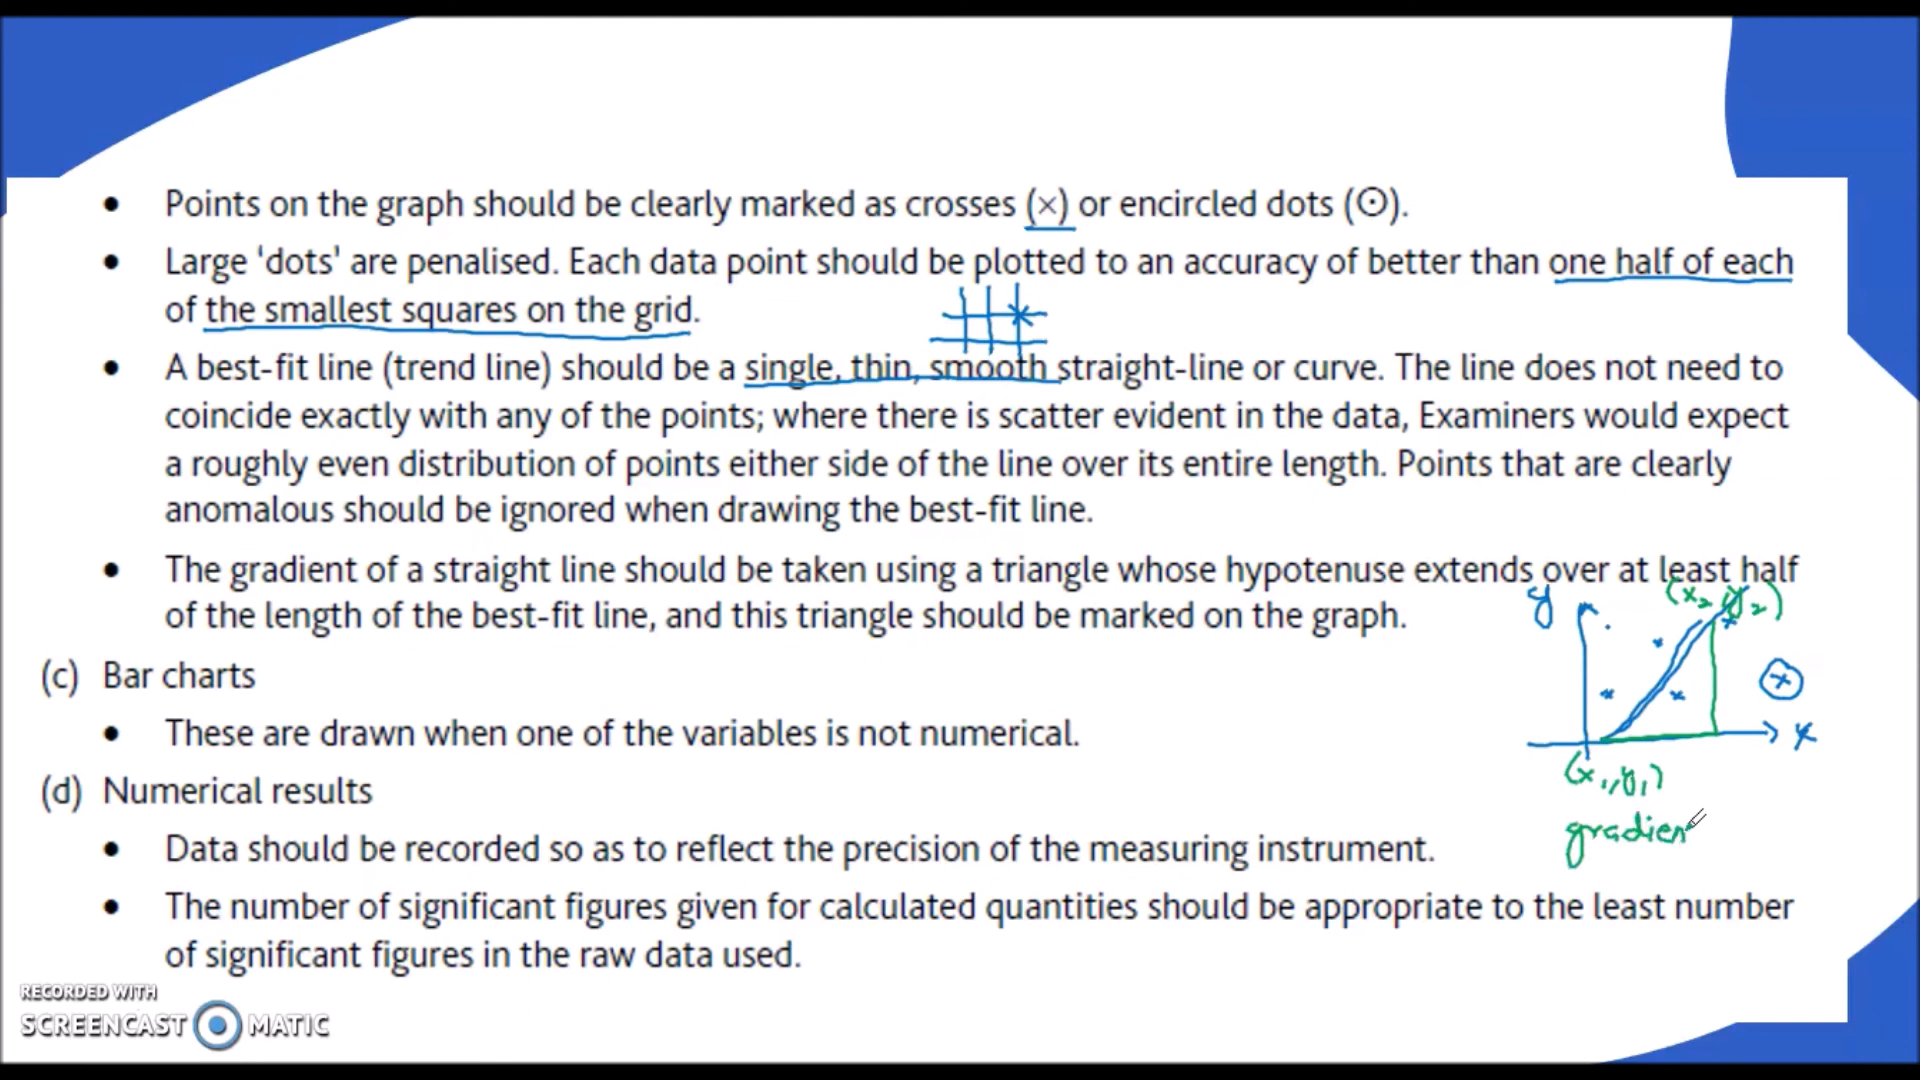 • Points on the graph should be clearly marked as crosses (×) or encircled dots (⊙).
• Large 'dots' are penalised. Each data point should be plotted to an accuracy of better than one half of each
of the smallest squares on the grid.
• A best-fit line (trend line) should be a single, thin, smooth straight-line or curve. The line does not need to
coincide exactly with any of the points; where there is scatter evident in the data, Examiners would expect
a roughly even distribution of points either side of the line over its entire length. Points that are clearly
anomalous should be ignored when drawing the best-fit line.
• The gradient of a straight line should be taken using a triangle whose hypotenuse extends over at least half
of the length of the best-fit line, and this triangle should be marked on the graph.
y
(x₂, y₂)
x
(x₁, y₁)
gradien
(c) Bar charts
• These are drawn when one of the variables is not numerical.
(d) Numerical results
• Data should be recorded so as to reflect the precision of the measuring instrument.
• The number of significant figures given for calculated quantities should be appropriate to the least number
of significant figures in the raw data used.
RECORDED WITH
SCREENCAST MATIC